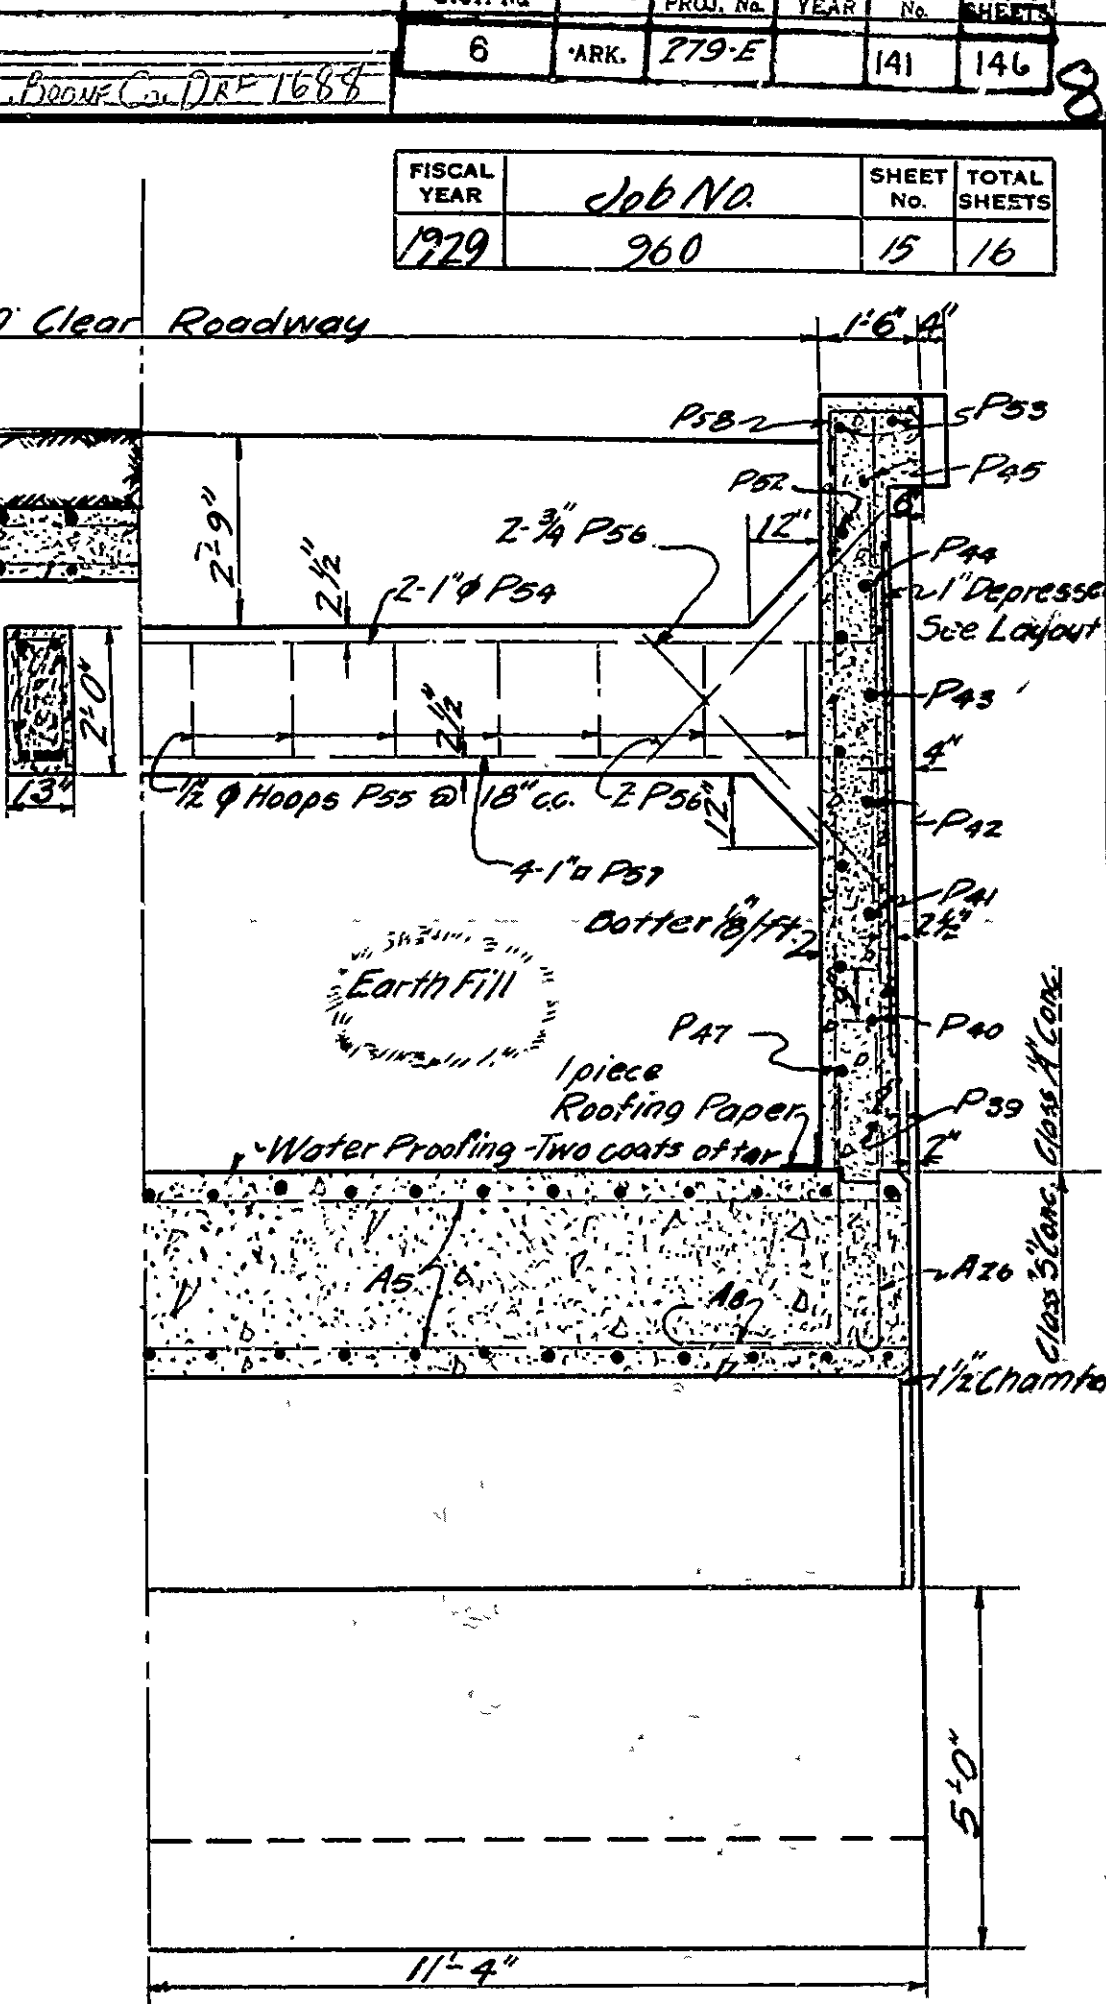 PROJ. No. YEAR No. SHEETS
6 ARK. 279-E 141 146
8
BOONE Co. DRF 1688
FISCAL YEAR Job No. SHEET No. TOTAL SHEETS
1929 960 15 16
Clear Roadway
1'-6" 4"
P58
P53
P45
P52
6"
12"
2'-9"
2-3/4" P56
2 1/2"
2-1"ϕ P54
P44
1" Depresse
See Layout
P43
2'-0"
2 1/2"
4"
13"
1/2" ϕ Hoops P55 @ 18" c.c.
2-P56
12"
P42
4-1"▫ P57
P41
Batter 1/8"/ft.
2 1/2"
Earth Fill
P47
P40
1 piece
Roofing Paper
P39
Water Proofing - Two coats of tar
2"
Class "A" Conc.
Class "S" Conc.
A5
A6
A26
1 1/2" Chamfe
5'-0"
11'-4"